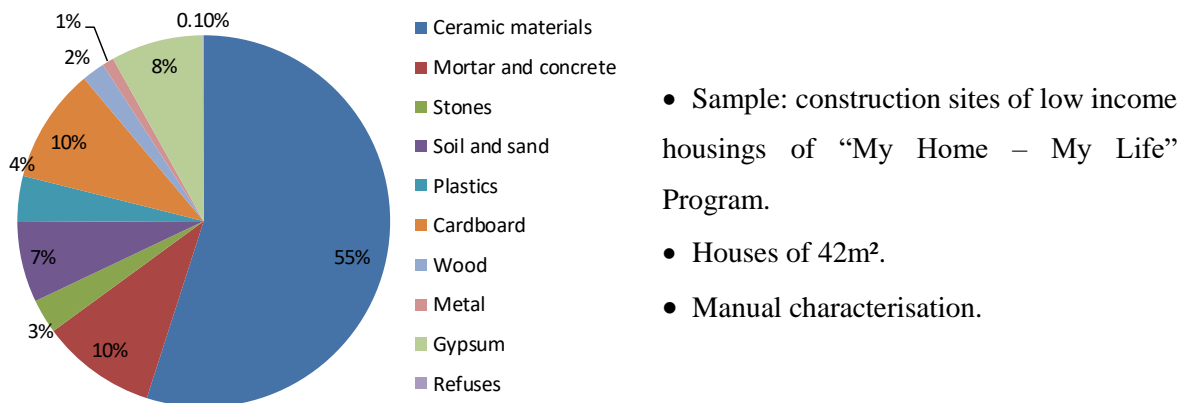 1%
0.10%
2%
8%
10%
4%
7%
3%
10%
55%
Ceramic materials
Mortar and concrete
Stones
Soil and sand
Plastics
Cardboard
Wood
Metal
Gypsum
Refuses
• Sample: construction sites of low income
housings of “My Home – My Life”
Program.
• Houses of 42m².
• Manual characterisation.